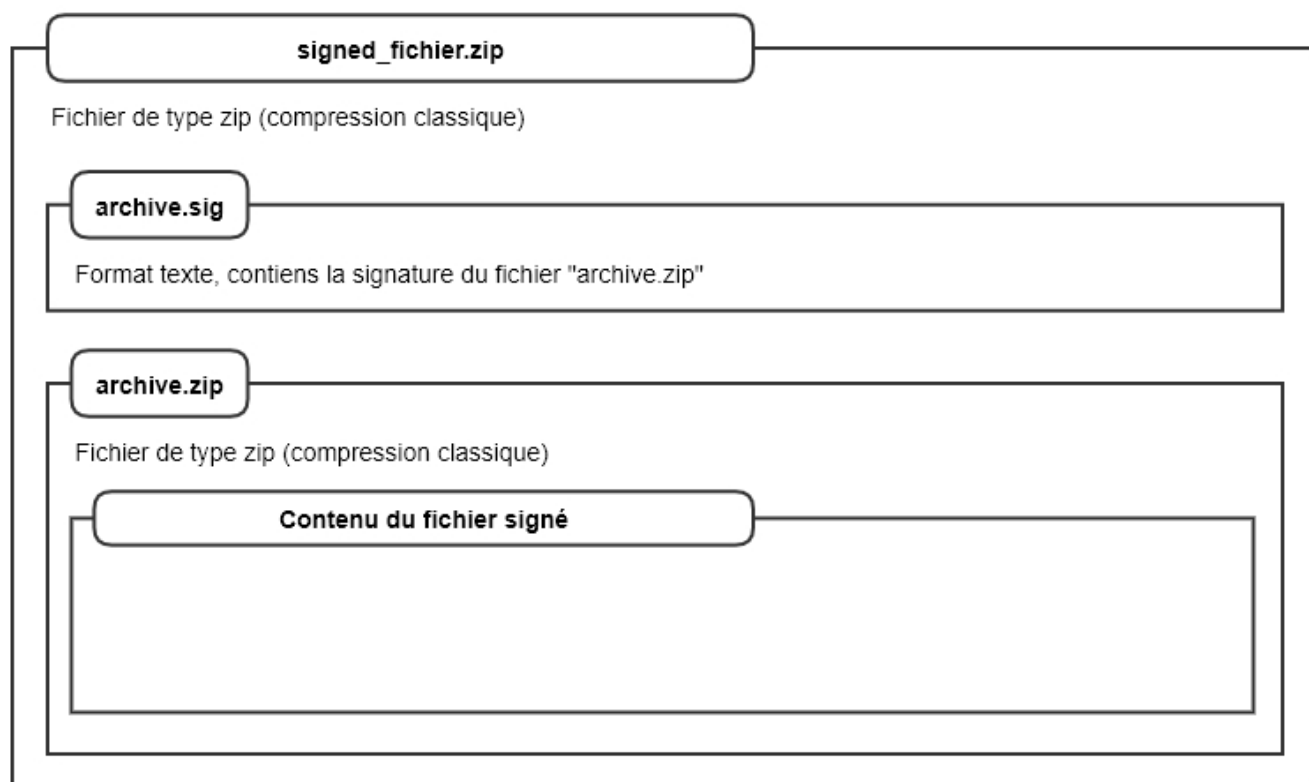 signed_fichier.zip
Fichier de type zip (compression classique)
archive.sig
Format texte, contiens la signature du fichier "archive.zip"
archive.zip
Fichier de type zip (compression classique)
Contenu du fichier signé